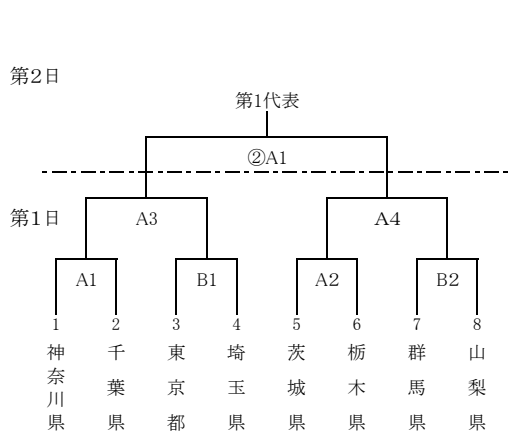 第2日
第1代表
②A1
第1日
A3 A4
A1 B1 A2 B2
1 2 3 4 5 6 7 8
神奈川県 千葉県 東京都 埼玉県 茨城県 栃木県 群馬県 山梨県